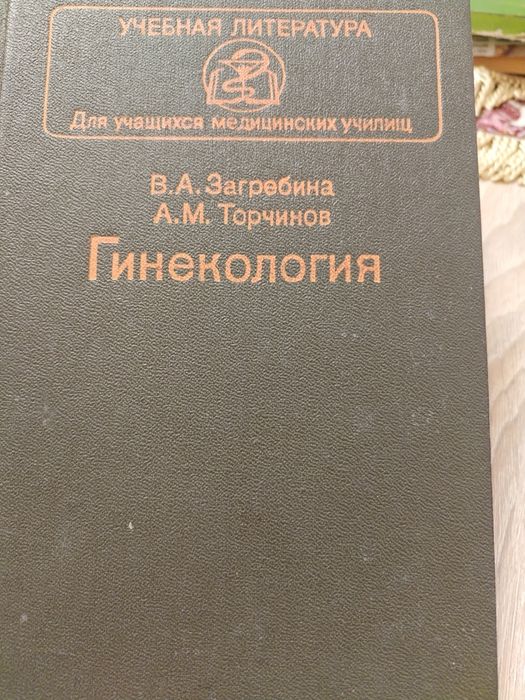 УЧЕБНАЯ ЛИТЕРАТУРА
Для учащихся медицинских училищ
В.А.Загребина
А.М. Торчинов
Гинекология